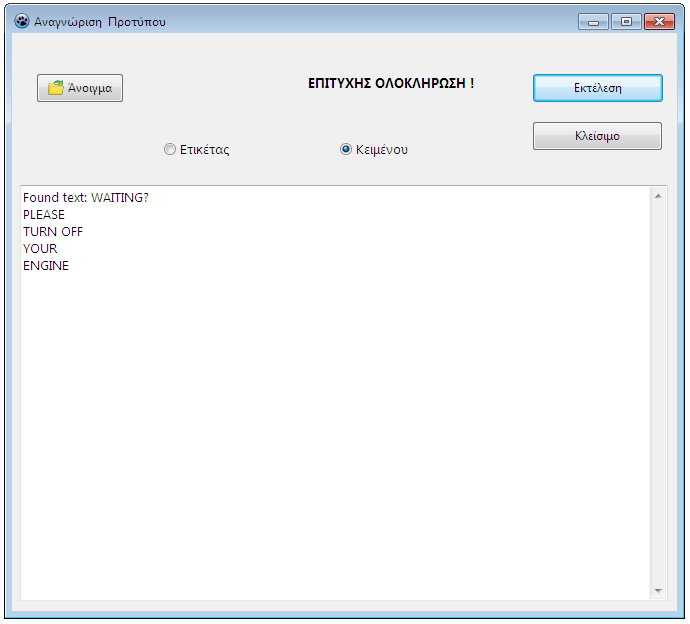 Αναγνώριση Προτύπου
Άνοιγμα
ΕΠΙΤΥΧΗΣ ΟΛΟΚΛΗΡΩΣΗ !
Εκτέλεση
Κλείσιμο
Ετικέτας
Κειμένου
Found text: WAITING?
PLEASE
TURN OFF
YOUR
ENGINE